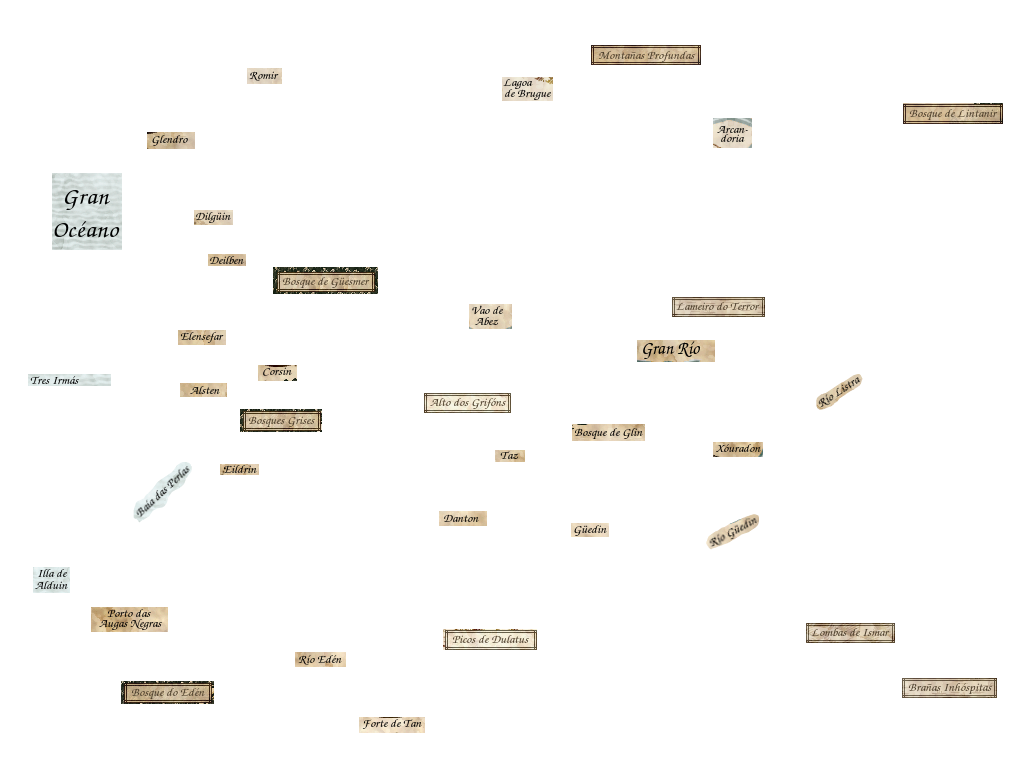 Montañas Profundas
Romir
Lagoa
de Brugue
Bosque de Lintanir
Arcan-
doria
Glendro
Gran
Océano
Dilgüin
Deilben
Bosque de Güesmer
Vao de
Abez
Lameiro do Terror
Elensefar
Gran Río
Corsin
Tres Irmás
Alsten
Río Listra
Alto dos Grifóns
Bosques Grises
Bosque de Glin
Xouradon
Taz
Eildrin
Baía das Perlas
Danton
Güedin
Río Güedin
Illa de
Alduin
Porto das
Augas Negras
Picos de Dulatus
Lombas de Ismar
Río Edén
Bosque do Edén
Brañas Inhóspitas
Forte de Tan